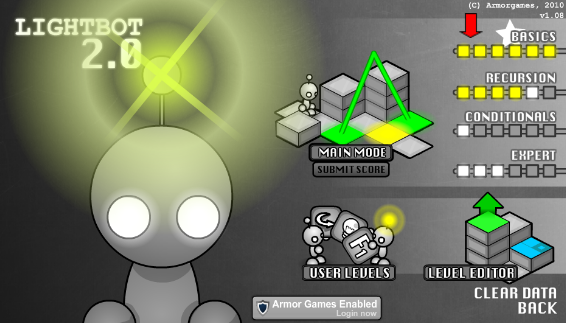 (C) Armorgames, 2010
v1.08
LIGHTBOT
2.0
BASICS
RECURSION
CONDITIONALS
EXPERT
MAIN MODE
SUBMIT SCORE
F1
USER LEVELS
LEVEL EDITOR
CLEAR DATA
BACK
Armor Games Enabled
Login now